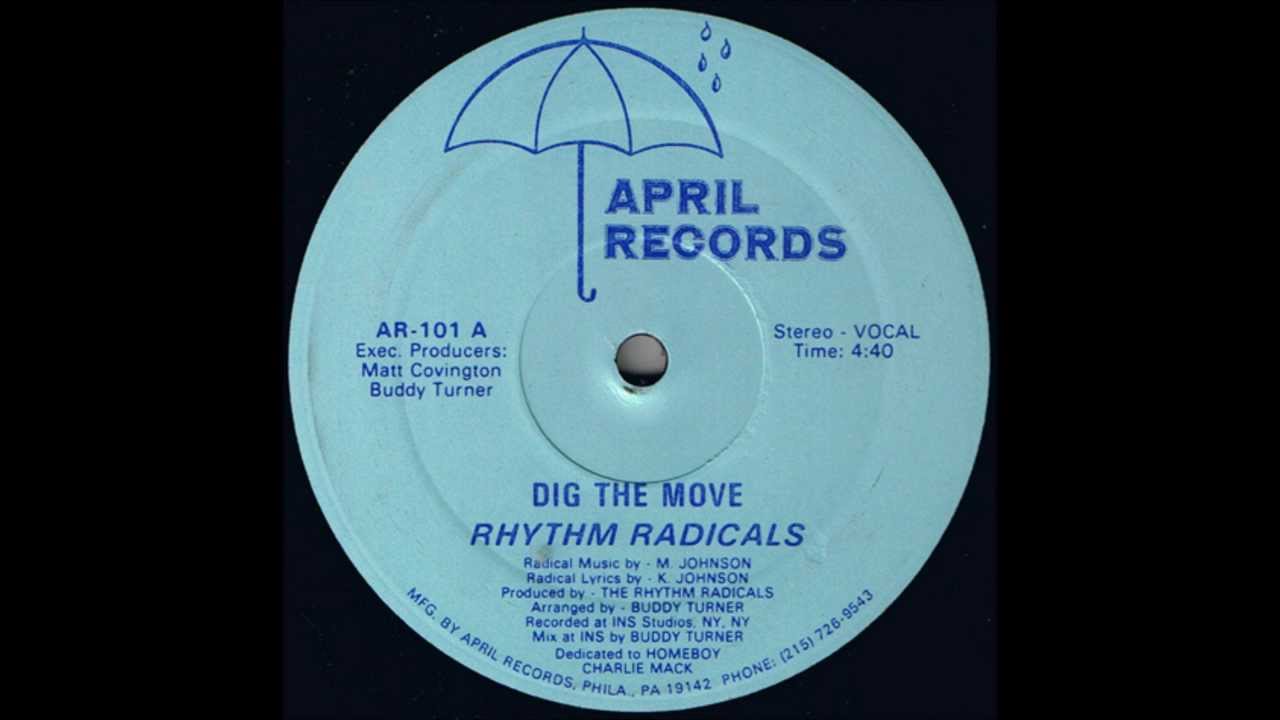 APRIL
RECORDS
AR-101 A
Exec. Producers:
Matt Covington
Buddy Turner
Stereo - VOCAL
Time: 4:40
DIG THE MOVE
RHYTHM RADICALS
Radical Music by - M. JOHNSON
Radical Lyrics by - K. JOHNSON
Produced by - THE RHYTHM RADICALS
Arranged by - BUDDY TURNER
Recorded at INS Studios, NY, NY
Mix at INS by BUDDY TURNER
Dedicated to HOMEBOY
CHARLIE MACK
MFG. BY APRIL RECORDS, PHILA., PA 19142 PHONE: (215) 726-9543